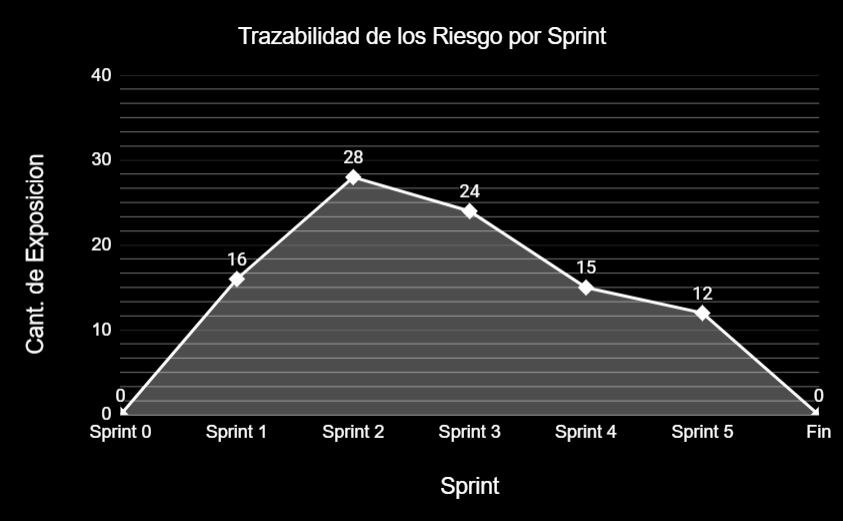 Trazabilidad de los Riesgo por Sprint
Cant. de Exposicion
40
30
20
10
0
0
16
28
24
15
12
0
Sprint 0
Sprint 1
Sprint 2
Sprint 3
Sprint 4
Sprint 5
Fin
Sprint